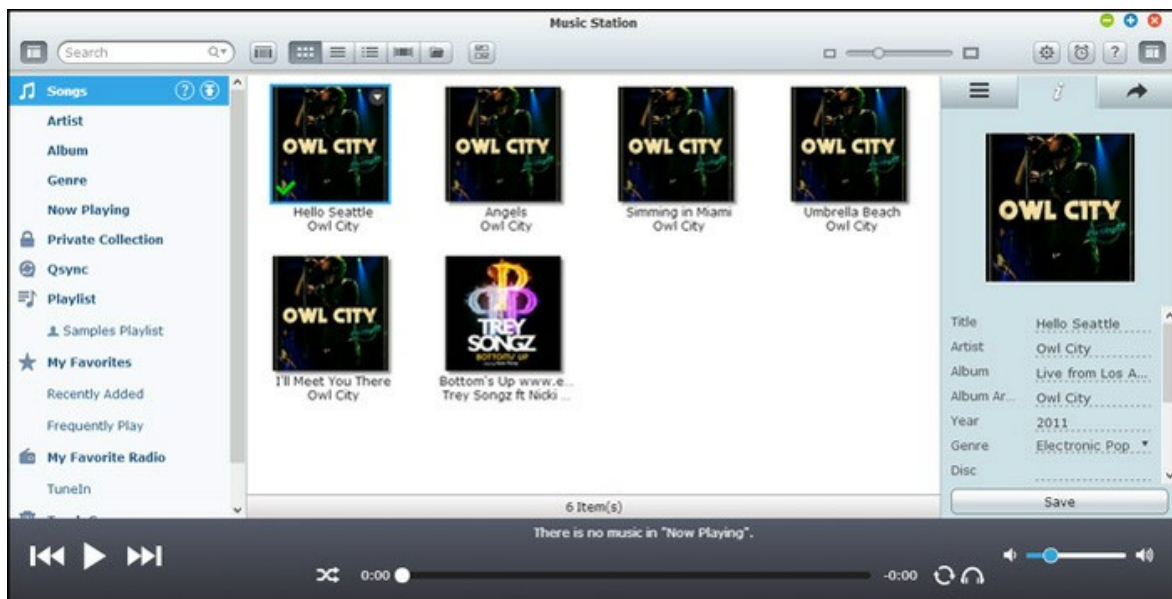 Music Station
Search
Songs
Artist
Album
Genre
Now Playing
Private Collection
Qsync
Playlist
Samples Playlist
My Favorites
Recently Added
Frequently Play
My Favorite Radio
TuneIn
OWL CITY
Hello Seattle
Owl City
OWL CITY
Angels
Owl City
OWL CITY
Simming in Miami
Owl City
OWL CITY
Umbrella Beach
Owl City
OWL CITY
I'll Meet You There
Owl City
TREY
SONGZ
BOTTOMS UP
Bottom's Up www.e...
Trey Songz ft Nicki ...
6 Item(s)
OWL CITY
Title Hello Seattle
Artist Owl City
Album Live from Los A...
Album Ar... Owl City
Year 2011
Genre Electronic Pop
Disc
Save
There is no music in "Now Playing".
0:00
-0:00